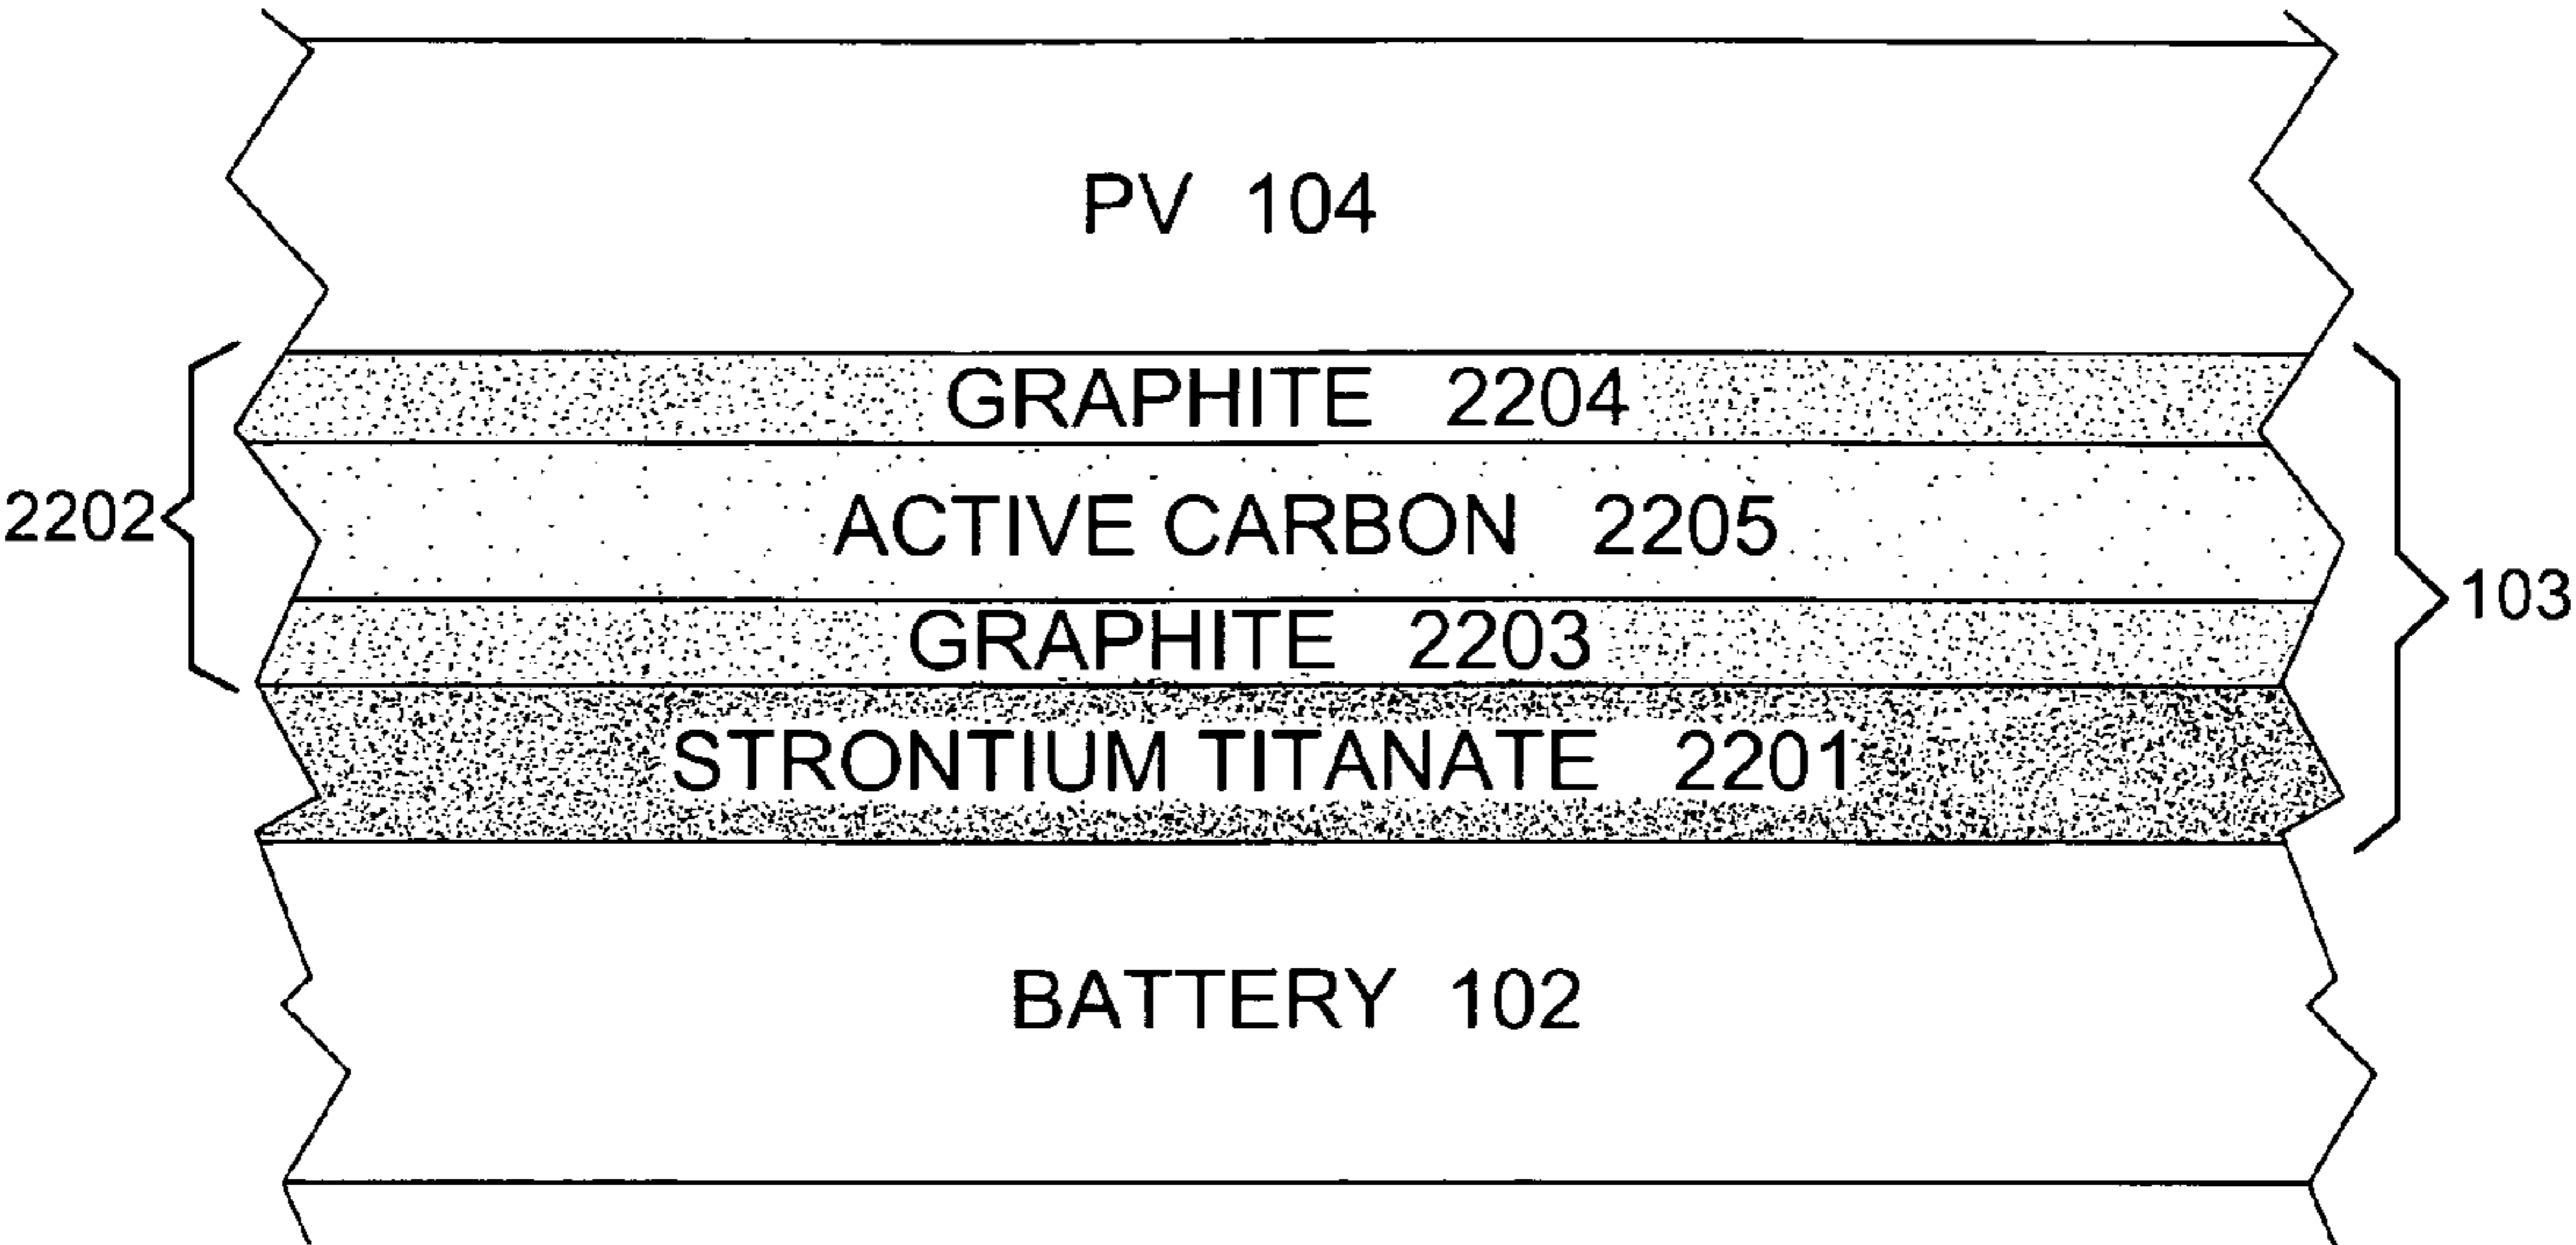 PV 104
GRAPHITE 2204
ACTIVE CARBON 2205
2202
GRAPHITE 2203
103
STRONTIUM TITANATE 2201
BATTERY 102